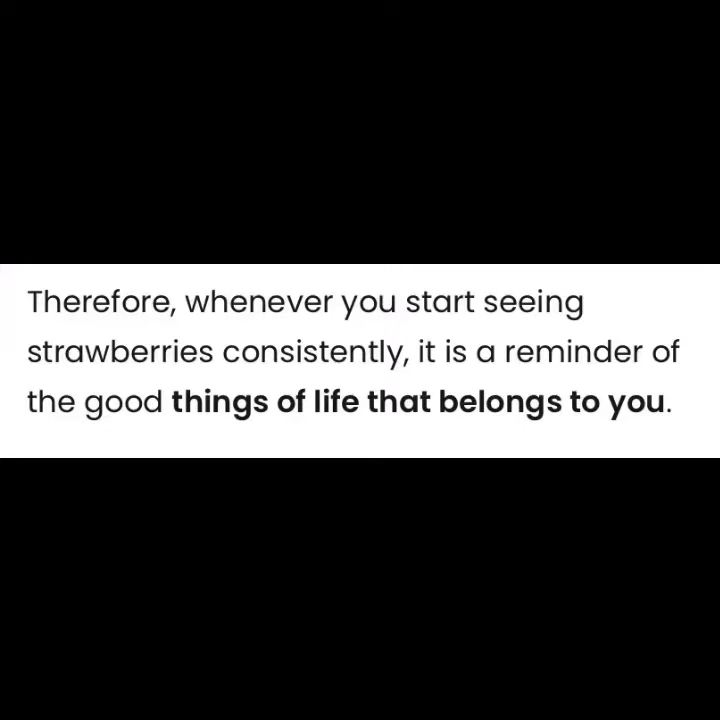 Therefore, whenever you start seeing
strawberries consistently, it is a reminder of
the good things of life that belongs to you.